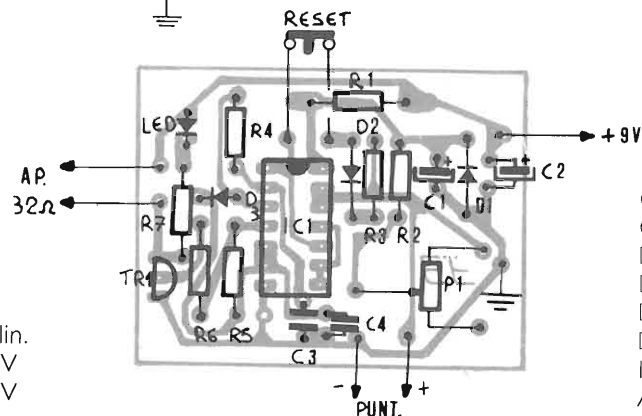 RESET
R1
LED
R4
D2
+9V
C2
AP.
32Ω
R7
D3
IC1
R3
R2
C1
D1
TR1
P1
R6
R5
C4
C3
lin.
V
V
-
+
PUNT.